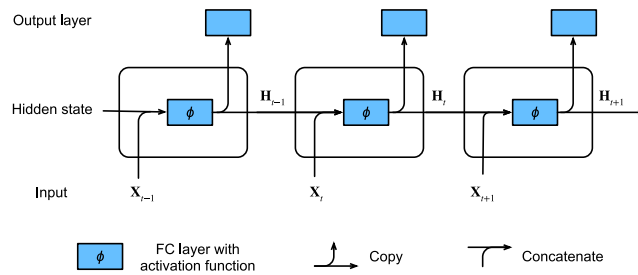 Output layer
Hidden state
ϕ
H_{t−1}
ϕ
H_t
ϕ
H_{t+1}
Input
X_{t−1}
X_t
X_{t+1}
ϕ
FC layer with
activation function
Copy
Concatenate